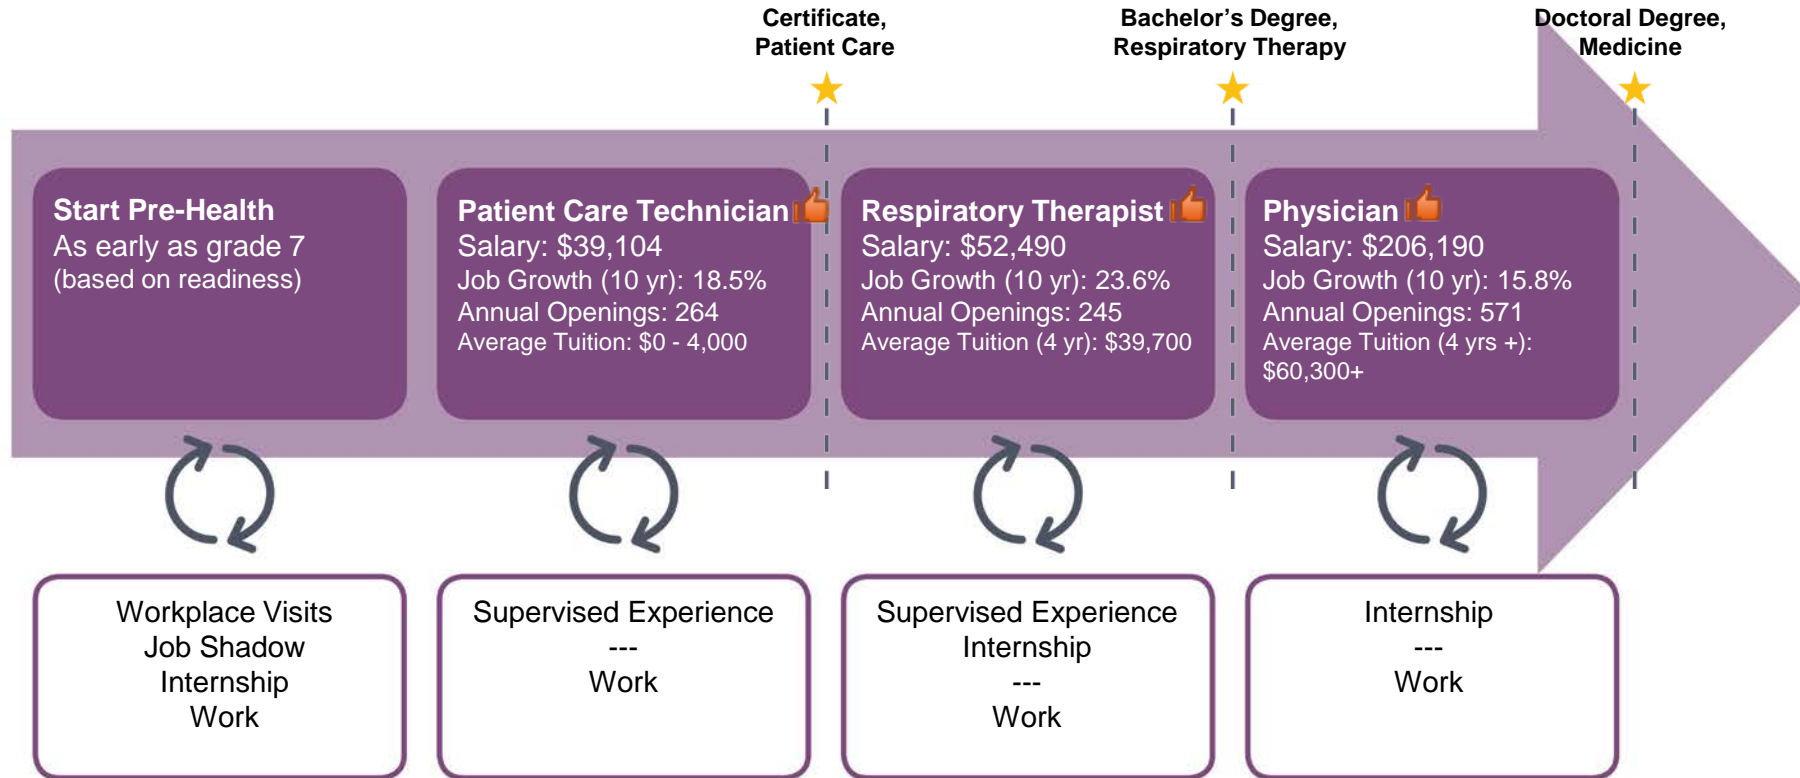 Certificate,
Patient Care
Bachelor’s Degree,
Respiratory Therapy
Doctoral Degree,
Medicine
Start Pre-Health
As early as grade 7
(based on readiness)
Patient Care Technician
Salary: $39,104
Job Growth (10 yr): 18.5%
Annual Openings: 264
Average Tuition: $0 - 4,000
Respiratory Therapist
Salary: $52,490
Job Growth (10 yr): 23.6%
Annual Openings: 245
Average Tuition (4 yr): $39,700
Physician
Salary: $206,190
Job Growth (10 yr): 15.8%
Annual Openings: 571
Average Tuition (4 yrs +):
$60,300+
Workplace Visits
Job Shadow
Internship
Work
Supervised Experience
---
Work
Supervised Experience
Internship
---
Work
Internship
---
Work